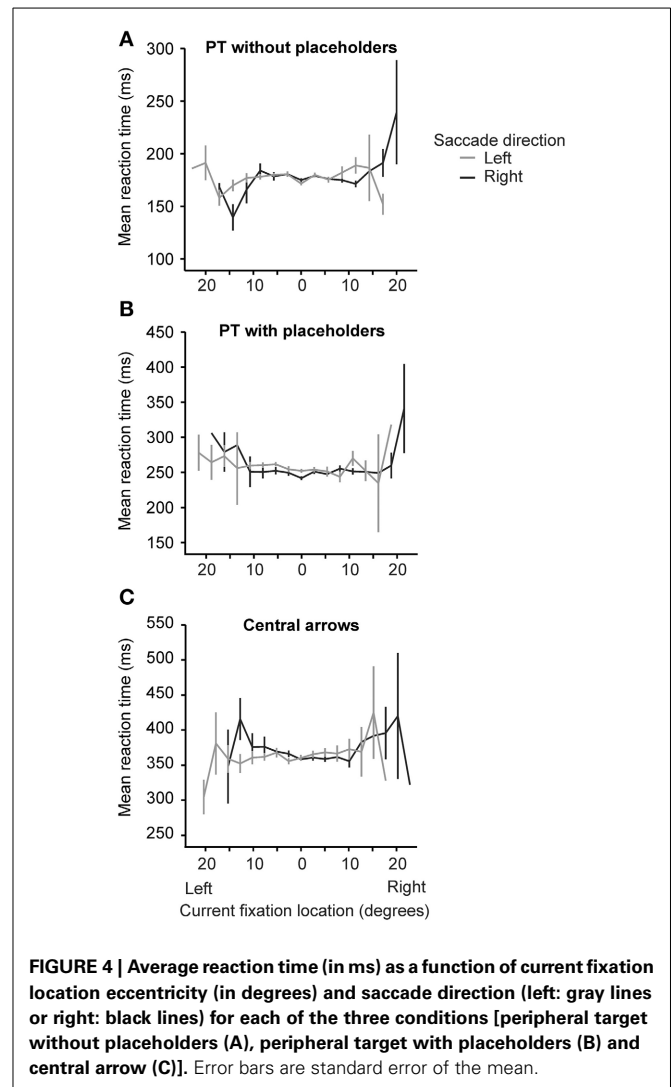 A
PT without placeholders
300
250
200
150
100
Mean reaction time (ms)
20 10 0 10 20
Saccade direction
Left
Right
B
PT with placeholders
450
400
350
300
250
200
150
Mean reaction time (ms)
20 10 0 10 20
C
Central arrows
550
500
450
400
350
300
250
Mean reaction time (ms)
20 10 0 10 20
Left Right
Current fixation location (degrees)
FIGURE 4 | Average reaction time (in ms) as a function of current fixation
location eccentricity (in degrees) and saccade direction (left: gray lines
or right: black lines) for each of the three conditions [peripheral target
without placeholders (A), peripheral target with placeholders (B) and
central arrow (C)]. Error bars are standard error of the mean.